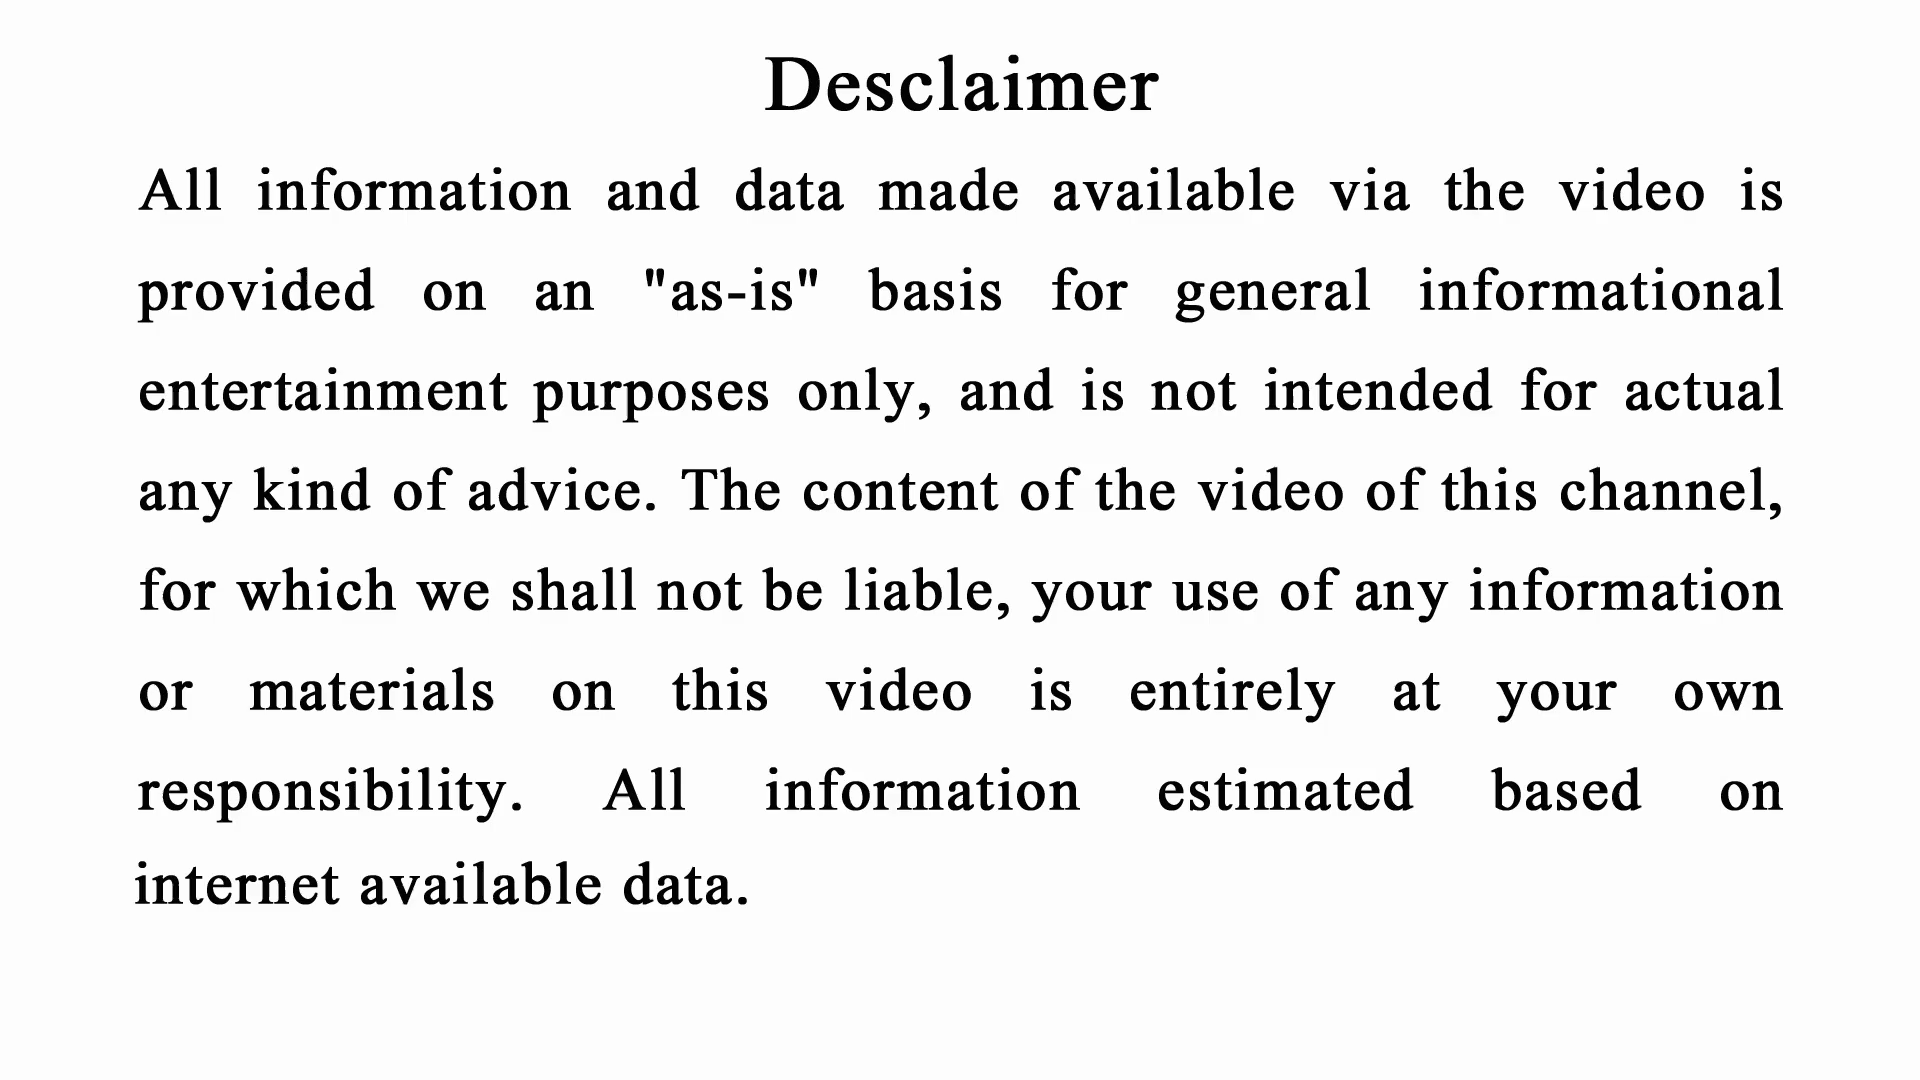 Desclaimer
All information and data made available via the video is
provided on an "as-is" basis for general informational
entertainment purposes only, and is not intended for actual
any kind of advice. The content of the video of this channel,
for which we shall not be liable, your use of any information
or materials on this video is entirely at your own
responsibility. All information estimated based on
internet available data.